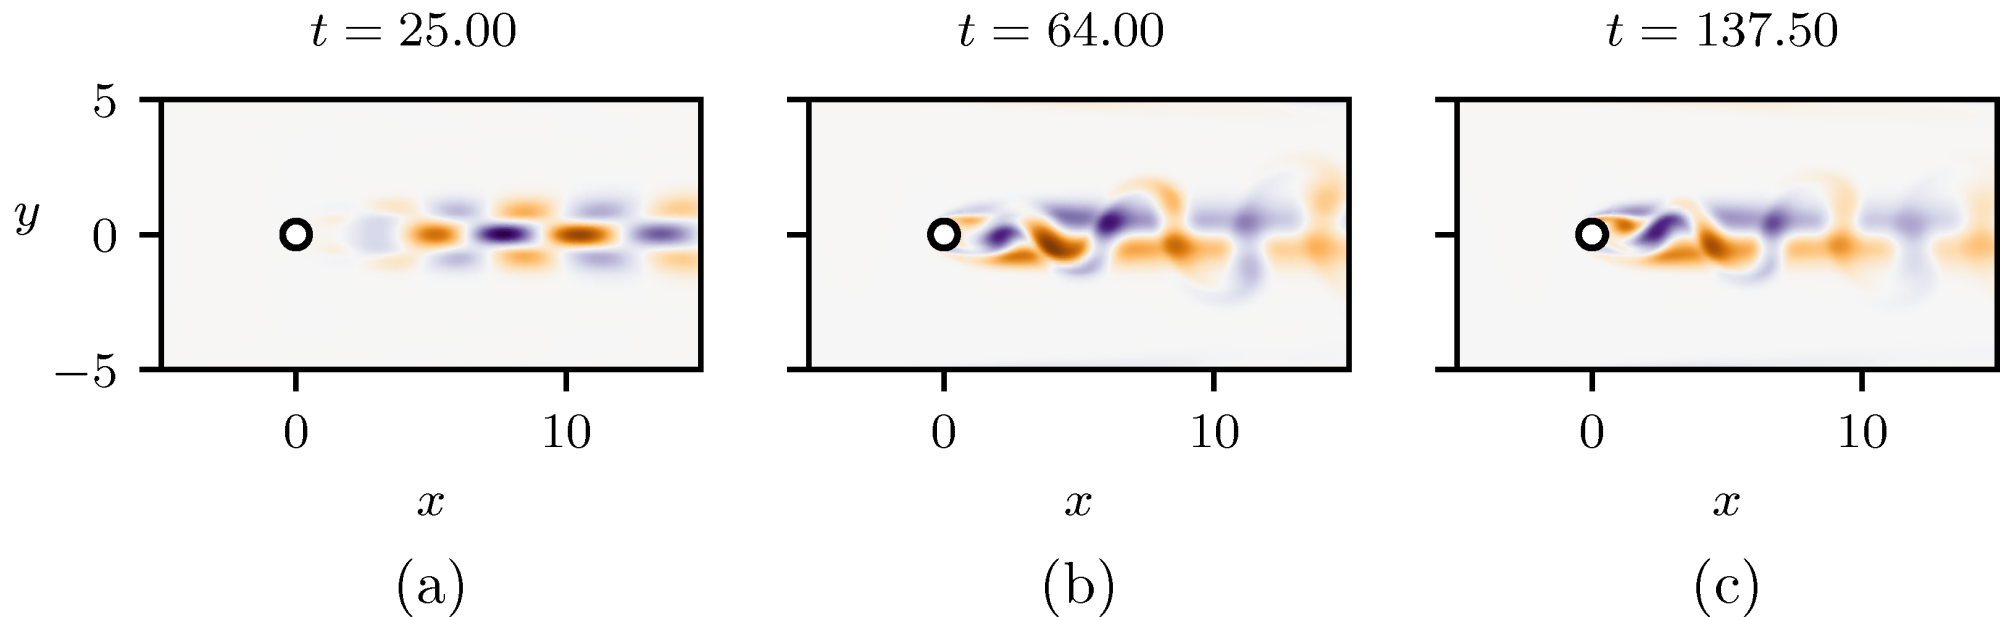 t = 25.00 t = 64.00 t = 137.50
5
y 0
−5
0 10 0 10 0 10
x x x
(a) (b) (c)